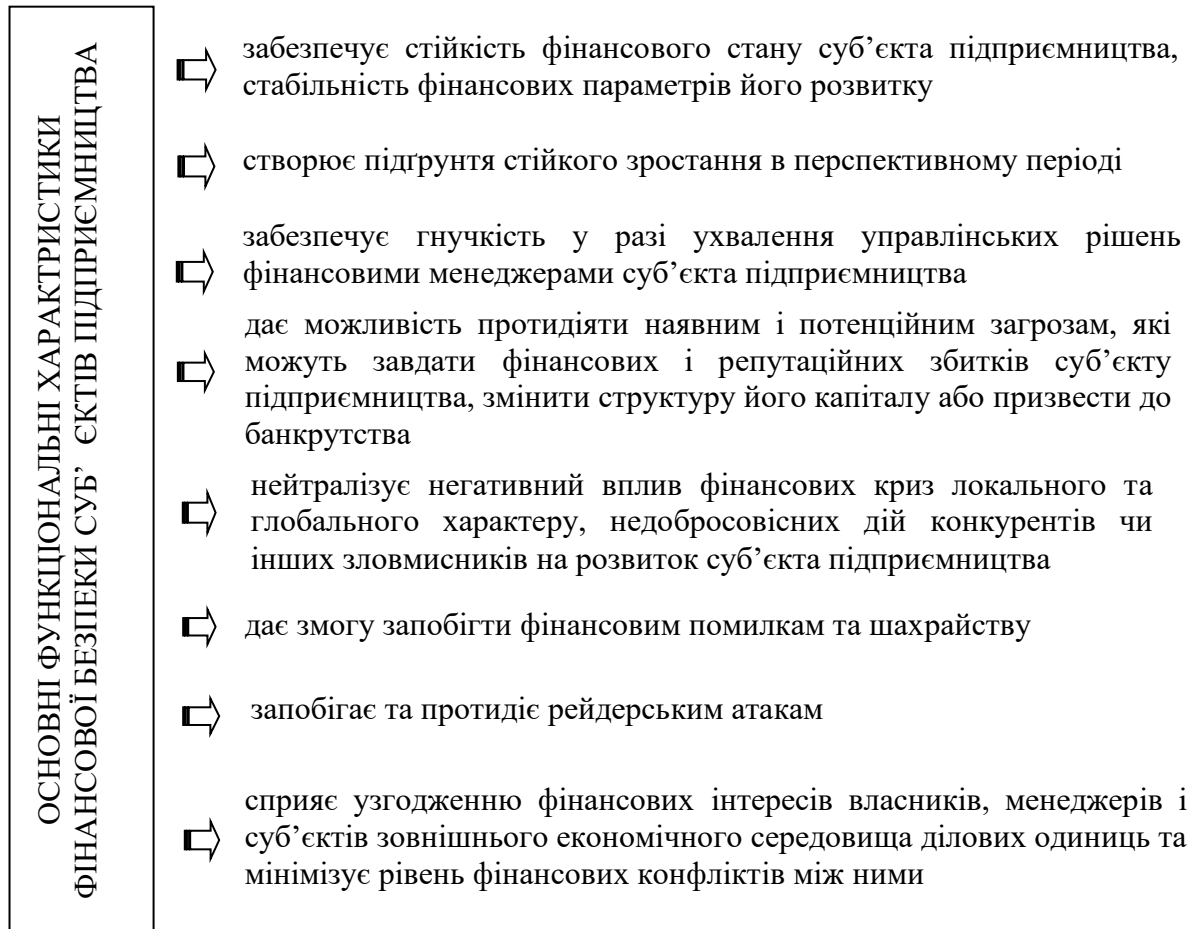 ОСНОВНІ ФУНКЦІОНАЛЬНІ ХАРАКТРИСТИКИ
ФІНАНСОВОЇ БЕЗПЕКИ СУБ’ ЄКТІВ ПІДПРИЄМНИЦТВА
забезпечує стійкість фінансового стану суб’єкта підприємництва,
стабільність фінансових параметрів його розвитку
створює підґрунтя стійкого зростання в перспективному періоді
забезпечує гнучкість у разі ухвалення управлінських рішень
фінансовими менеджерами суб’єкта підприємництва
дає можливість протидіяти наявним і потенційним загрозам, які
можуть завдати фінансових і репутаційних збитків суб’єкту
підприємництва, змінити структуру його капіталу або призвести до
банкрутства
нейтралізує негативний вплив фінансових криз локального та
глобального характеру, недобросовісних дій конкурентів чи
інших зловмисників на розвиток суб’єкта підприємництва
дає змогу запобігти фінансовим помилкам та шахрайству
запобігає та протидіє рейдерським атакам
сприяє узгодженню фінансових інтересів власників, менеджерів і
суб’єктів зовнішнього економічного середовища ділових одиниць та
мінімізує рівень фінансових конфліктів між ними